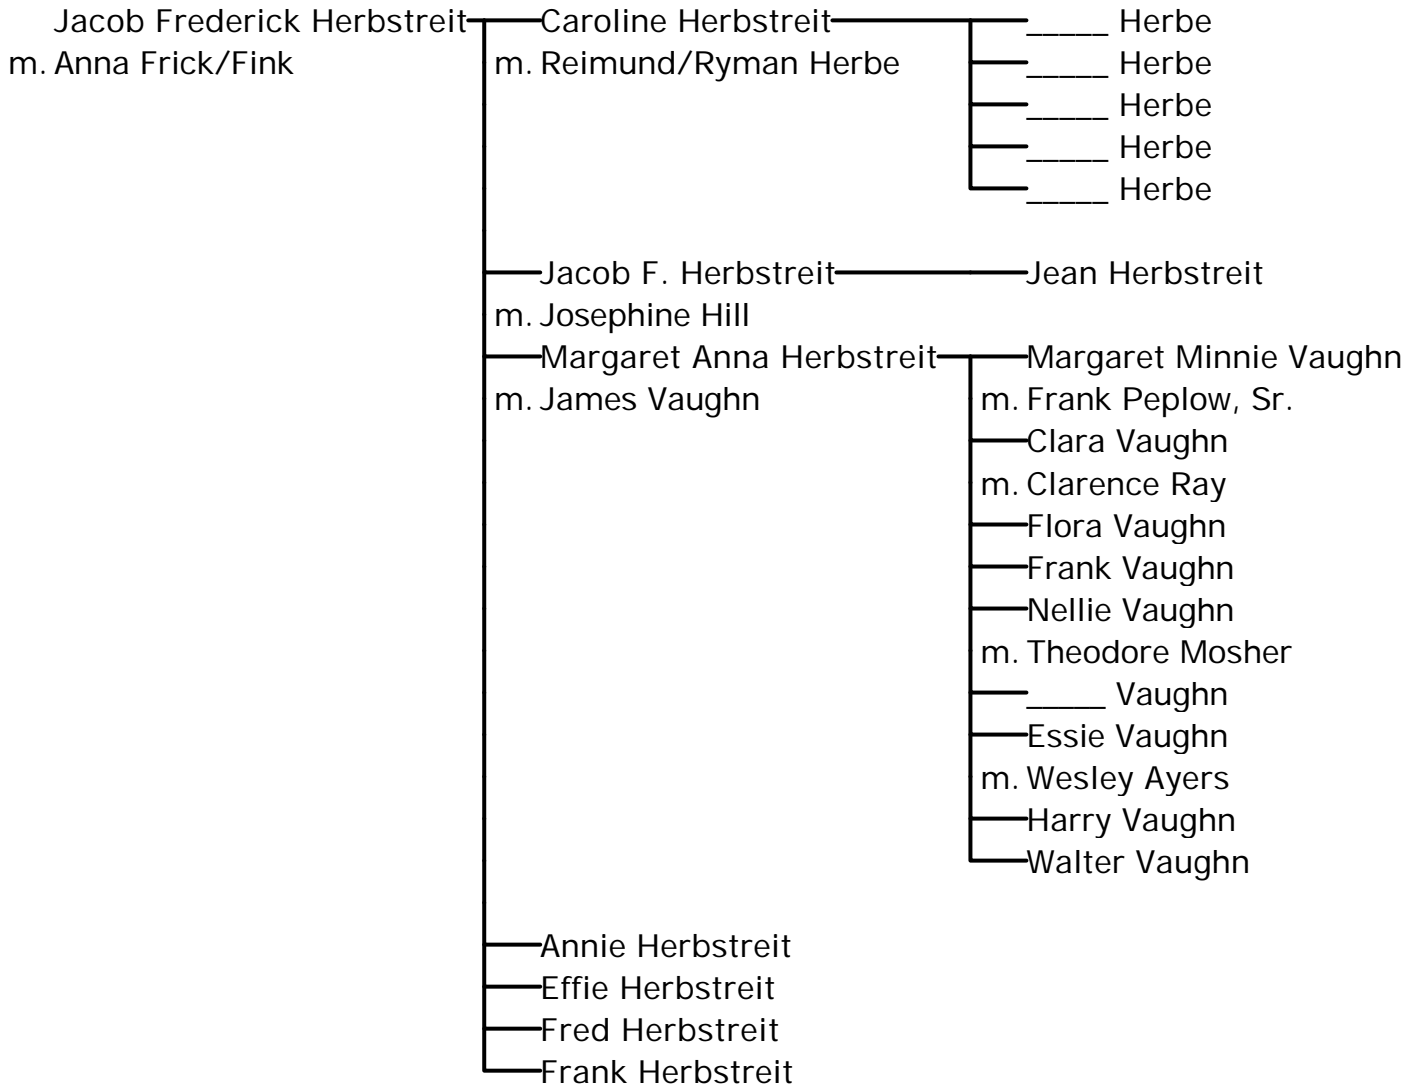 Jacob Frederick Herbstreit Caroline Herbstreit _____ Herbe
m. Anna Frick/Fink m. Reimund/Ryman Herbe _____ Herbe
_____ Herbe
_____ Herbe
_____ Herbe
Jacob F. Herbstreit Jean Herbstreit
m. Josephine Hill
Margaret Anna Herbstreit Margaret Minnie Vaughn
m. James Vaughn m. Frank Peplow, Sr.
Clara Vaughn
m. Clarence Ray
Flora Vaughn
Frank Vaughn
Nellie Vaughn
m. Theodore Mosher
_____ Vaughn
Essie Vaughn
m. Wesley Ayers
Harry Vaughn
Walter Vaughn
Annie Herbstreit
Effie Herbstreit
Fred Herbstreit
Frank Herbstreit